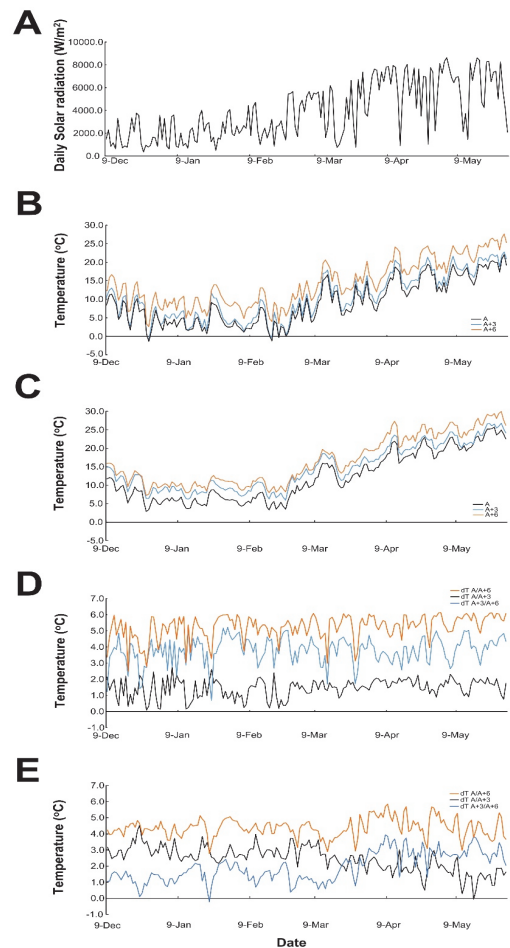 A
Daily Solar radiation (W/m²)
10000.0
8000.0
6000.0
4000.0
2000.0
0.0
9-Dec 9-Jan 9-Feb 9-Mar 9-Apr 9-May
B
Temperature (ºC)
30.0
25.0
20.0
15.0
10.0
5.0
0.0
-5.0
A
A+3
A+6
9-Dec 9-Jan 9-Feb 9-Mar 9-Apr 9-May
C
Temperature (ºC)
30.0
25.0
20.0
15.0
10.0
5.0
0.0
-5.0
A
A+3
A+6
9-Dec 9-Jan 9-Feb 9-Mar 9-Apr 9-May
D
Temperature (ºC)
7.0
6.0
5.0
4.0
3.0
2.0
1.0
0.0
-1.0
dT A/A+6
dT A/A+3
dT A+3/A+6
9-Dec 9-Jan 9-Feb 9-Mar 9-Apr 9-May
E
Temperature (ºC)
7.0
6.0
5.0
4.0
3.0
2.0
1.0
0.0
-1.0
dT A/A+6
dT A/A+3
dT A+3/A+6
9-Dec 9-Jan 9-Feb 9-Mar 9-Apr 9-May
Date